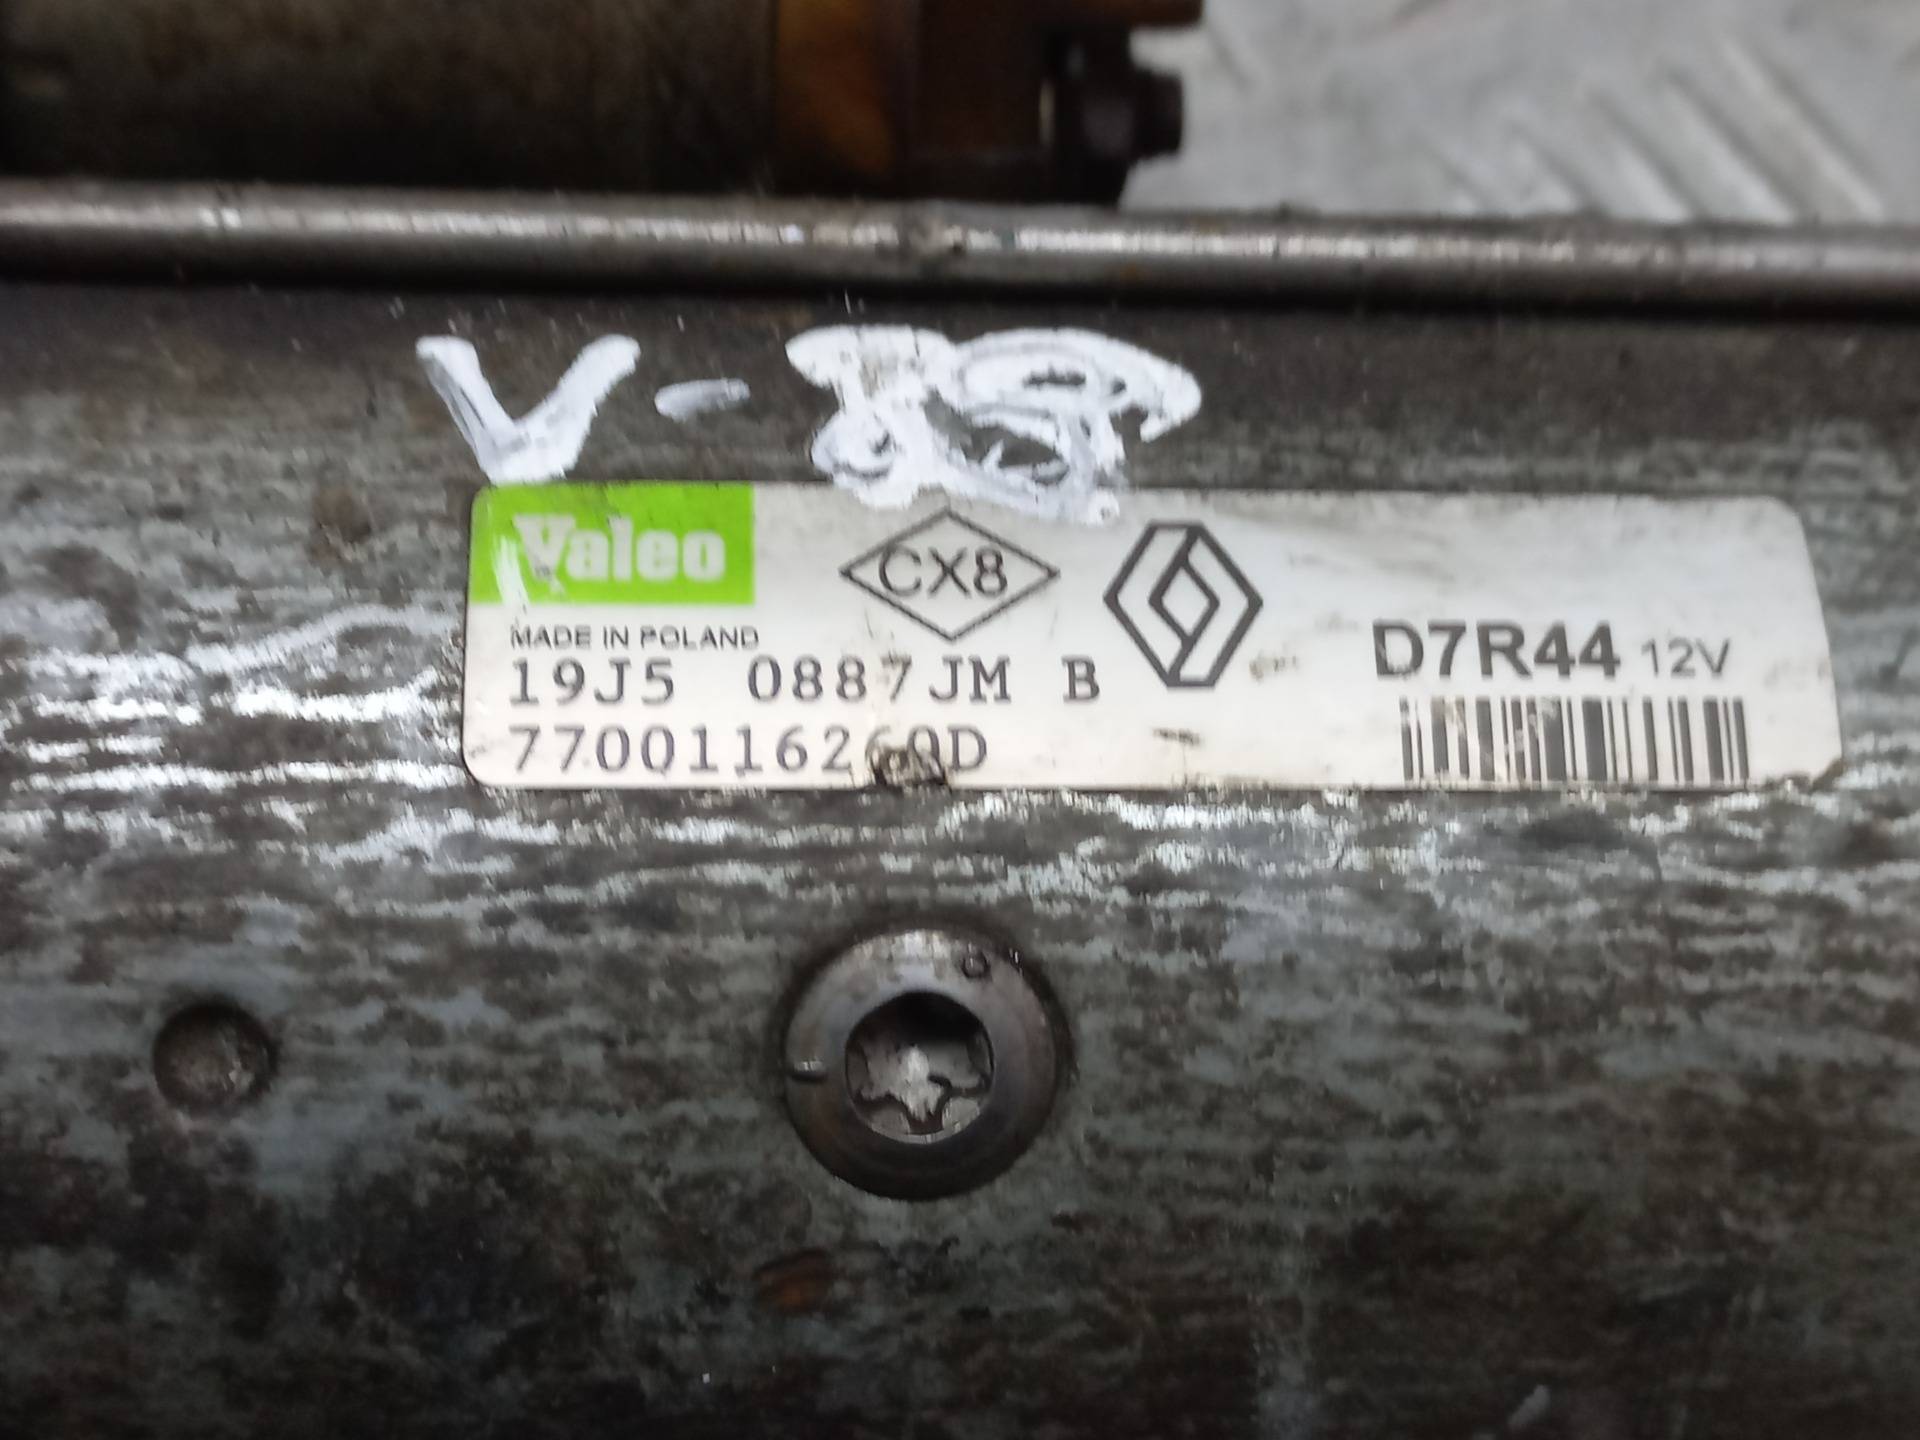 V-
Valeo
CX8
MADE IN POLAND
D7R44 12V
19J5 0887JM B
7700116260D